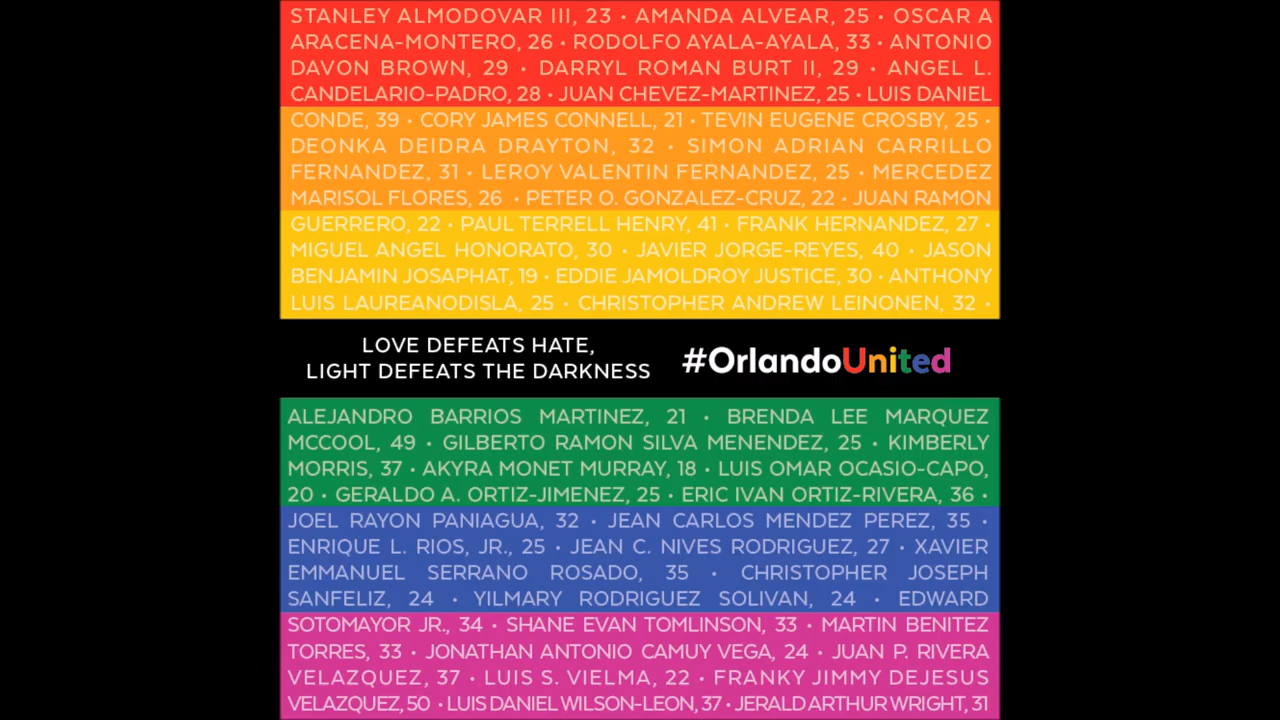 STANLEY ALMODOVAR III, 23 • AMANDA ALVEAR, 25 • OSCAR A
ARACENA-MONTERO, 26 • RODOLFO AYALA-AYALA, 33 • ANTONIO
DAVON BROWN, 29 • DARRYL ROMAN BURT II, 29 • ANGEL L.
CANDELARIO-PADRO, 28 • JUAN CHEVEZ-MARTINEZ, 25 • LUIS DANIEL
CONDE, 39 • CORY JAMES CONNELL, 21 • TEVIN EUGENE CROSBY, 25 •
DEONKA DEIDRA DRAYTON, 32 • SIMON ADRIAN CARRILLO
FERNANDEZ, 31 • LEROY VALENTIN FERNANDEZ, 25 • MERCEDEZ
MARISOL FLORES, 26 • PETER O. GONZALEZ-CRUZ, 22 • JUAN RAMON
GUERRERO, 22 • PAUL TERRELL HENRY, 41 • FRANK HERNANDEZ, 27 •
MIGUEL ANGEL HONORATO, 30 • JAVIER JORGE-REYES, 40 • JASON
BENJAMIN JOSAPHAT, 19 • EDDIE JAMOLDROY JUSTICE, 30 • ANTHONY
LUIS LAUREANODISLA, 25 • CHRISTOPHER ANDREW LEINONEN, 32 •
LOVE DEFEATS HATE,
LIGHT DEFEATS THE DARKNESS
#OrlandoUnited
ALEJANDRO BARRIOS MARTINEZ, 21 • BRENDA LEE MARQUEZ
MCCOOL, 49 • GILBERTO RAMON SILVA MENENDEZ, 25 • KIMBERLY
MORRIS, 37 • AKYRA MONET MURRAY, 18 • LUIS OMAR OCASIO-CAPO,
20 • GERALDO A. ORTIZ-JIMENEZ, 25 • ERIC IVAN ORTIZ-RIVERA, 36 •
JOEL RAYON PANIAGUA, 32 • JEAN CARLOS MENDEZ PEREZ, 35 •
ENRIQUE L. RIOS, JR., 25 • JEAN C. NIVES RODRIGUEZ, 27 • XAVIER
EMMANUEL SERRANO ROSADO, 35 • CHRISTOPHER JOSEPH
SANFELIZ, 24 • YILMARY RODRIGUEZ SOLIVAN, 24 • EDWARD
SOTOMAYOR JR., 34 • SHANE EVAN TOMLINSON, 33 • MARTIN BENITEZ
TORRES, 33 • JONATHAN ANTONIO CAMUY VEGA, 24 • JUAN P. RIVERA
VELAZQUEZ, 37 • LUIS S. VIELMA, 22 • FRANKY JIMMY DEJESUS
VELAZQUEZ, 50 • LUIS DANIEL WILSON-LEON, 37 • JERALD ARTHUR WRIGHT, 31